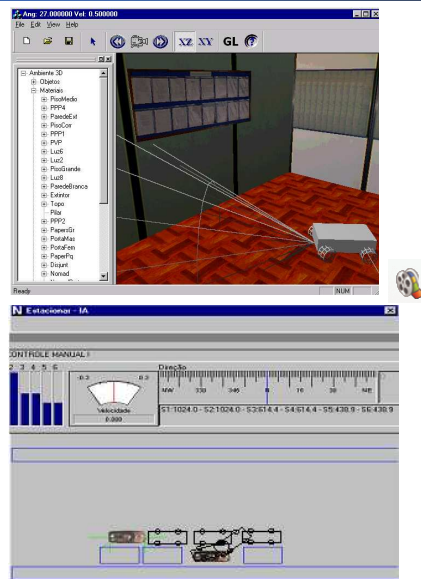 Ang: 27.000000 Vel: 0.500000
File Edit View Help
XZ XY GL
Ambiente 3D
Objetos
Materiais
PisoMedio
PPP4
ParedeExt
PisoCorr
PPP1
PVP
Luz6
Luz2
PisoGrande
Luz8
ParedeBranca
Extintor
Topo
Pilar
PPP2
PapersGr
PortaMas
PortaFem
PaperPq
Disjunt
Nomad
Ready NUM
Estacionar - IA
CONTROLE MANUAL !
2 3 4 5 6
-0.3 0.3
Direção
NW 330 345 0 15 30 NE
Velocidade
0.000
S1:1024.0 - S2:1024.0 - S3:614.4 - S4:614.4 - S5:438.9 - S6:438.9